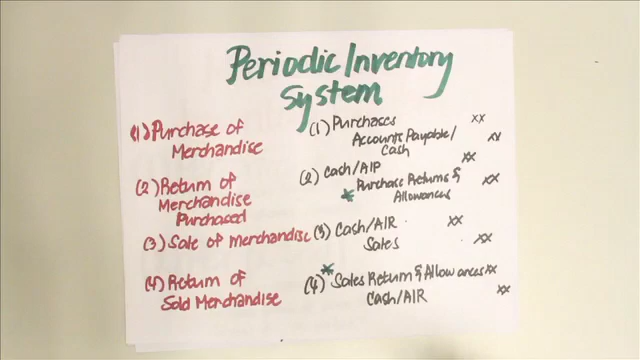 Periodic Inventory
System
(1) Purchase of
Merchandise
(1) Purchases xx
Accounts Payable/ xx
Cash
(2) Return of
Merchandise
Purchased
(2) Cash/A/P xx
* Purchase Returns & xx
Allowances
(3) Sale of Merchandise
(3) Cash/A/R xx
Sales xx
(4) Return of
Sold Merchandise
* (4) Sales Return & Allowances xx
Cash/A/R xx